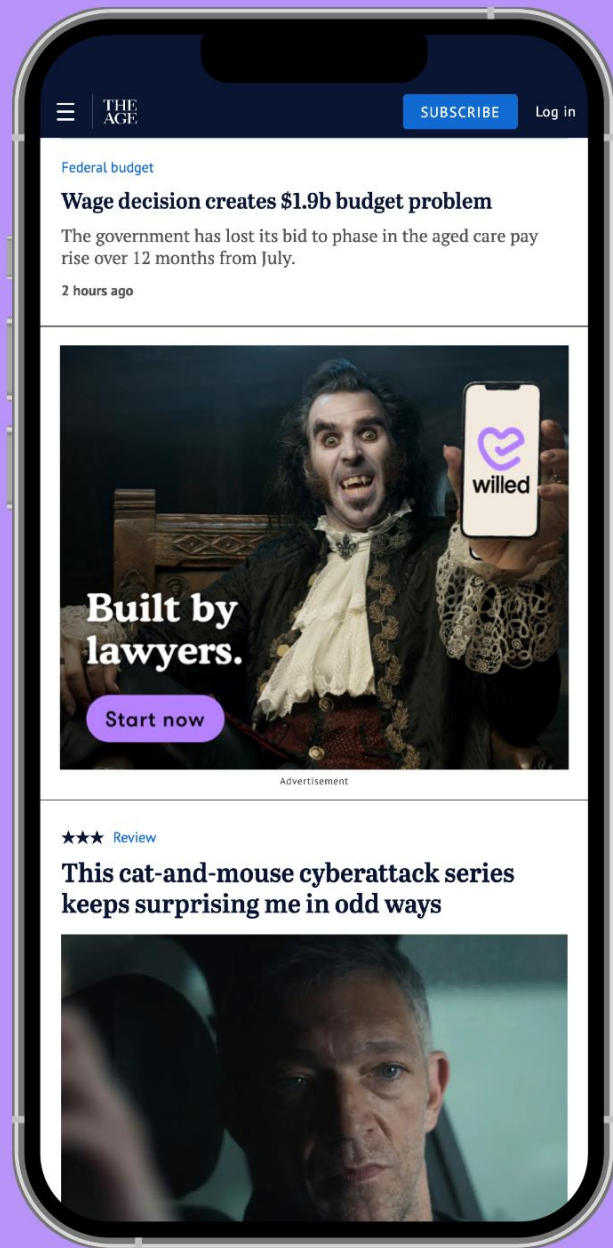 THE
AGE
SUBSCRIBE
Log in
Federal budget
Wage decision creates $1.9b budget problem
The government has lost its bid to phase in the aged care pay
rise over 12 months from July.
2 hours ago
willed
Built by
lawyers.
Start now
Advertisement
★★★ Review
This cat-and-mouse cyberattack series
keeps surprising me in odd ways